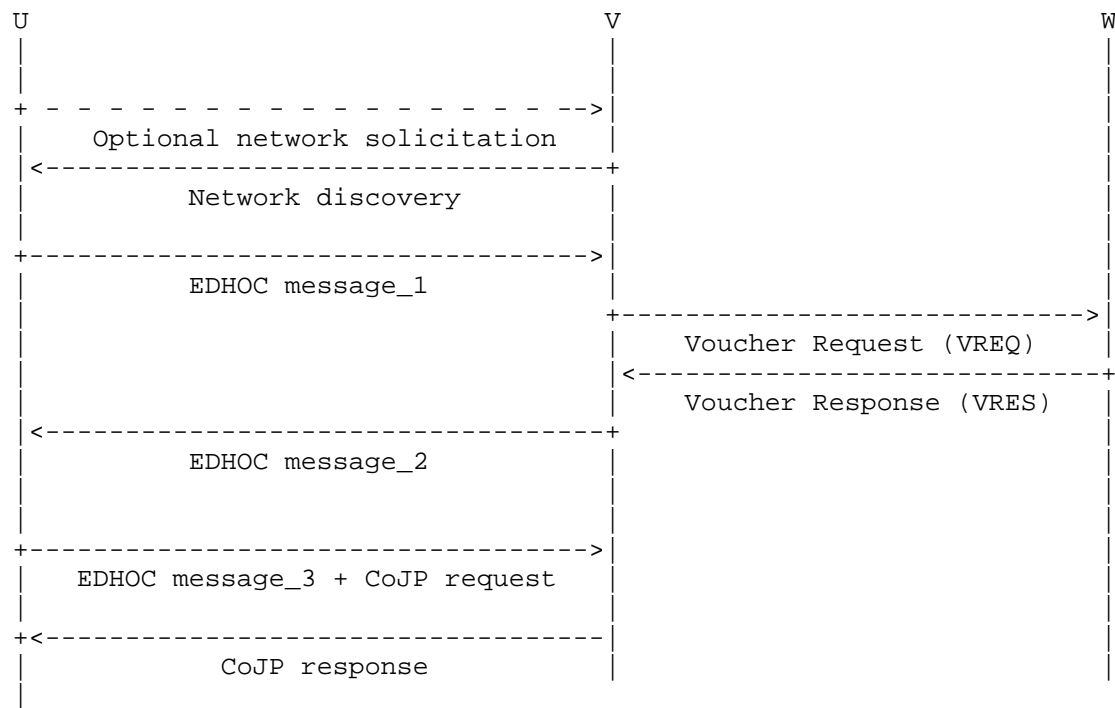 U V W
Optional network solicitation
Network discovery
EDHOC message_1
Voucher Request (VREQ)
Voucher Response (VRES)
EDHOC message_2
EDHOC message_3 + CoJP request
CoJP response